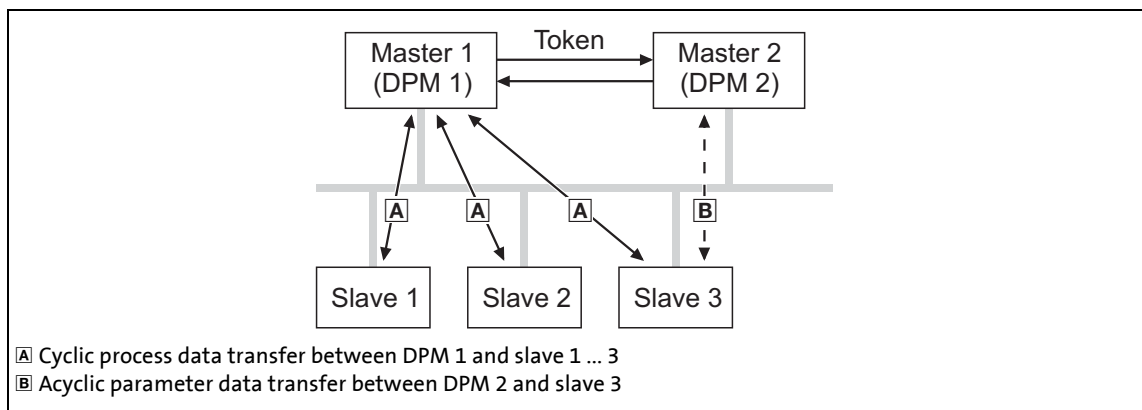 Token
Master 1
(DPM 1)
Master 2
(DPM 2)
A A A B
Slave 1 Slave 2 Slave 3
A Cyclic process data transfer between DPM 1 and slave 1 ... 3
B Acyclic parameter data transfer between DPM 2 and slave 3